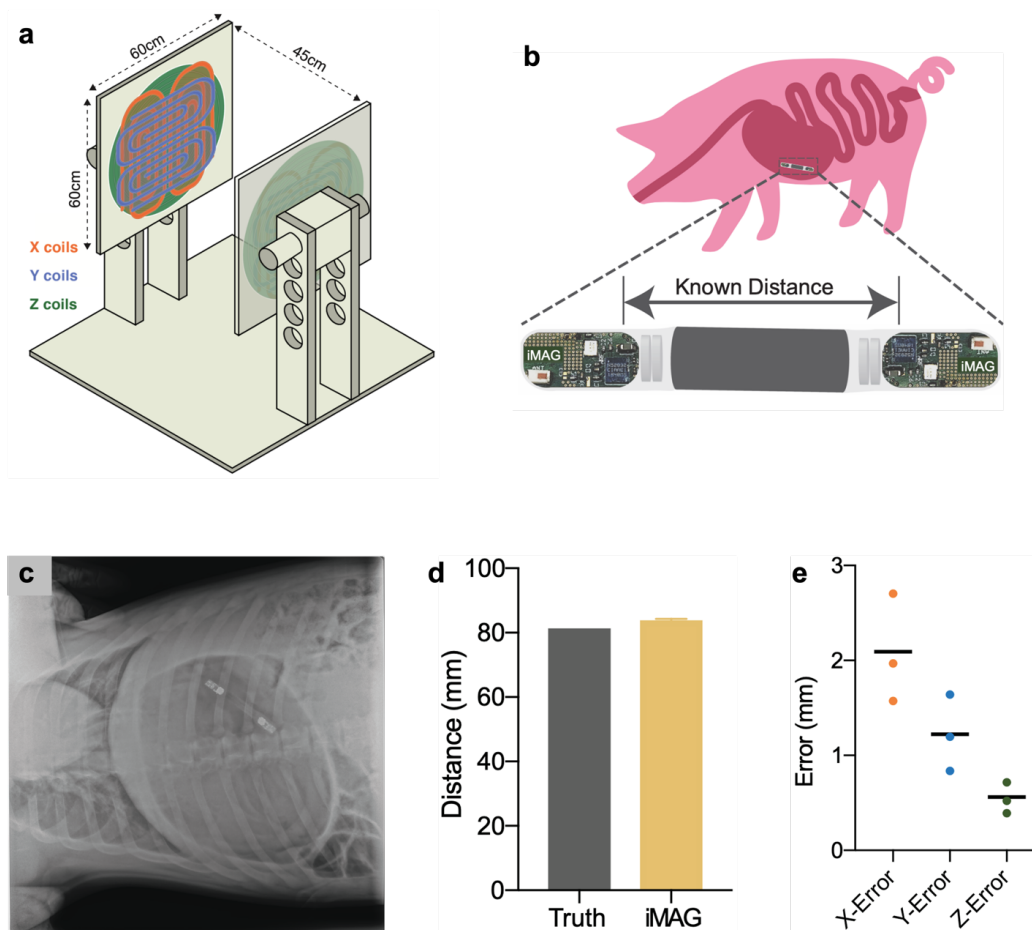 a
60cm
45cm
60cm
X coils
Y coils
Z coils
b
Known Distance
iMAG
iMAG
c
d
100
80
60
40
20
0
Distance (mm)
Truth
iMAG
e
3
2
1
0
Error (mm)
X-Error
Y-Error
Z-Error